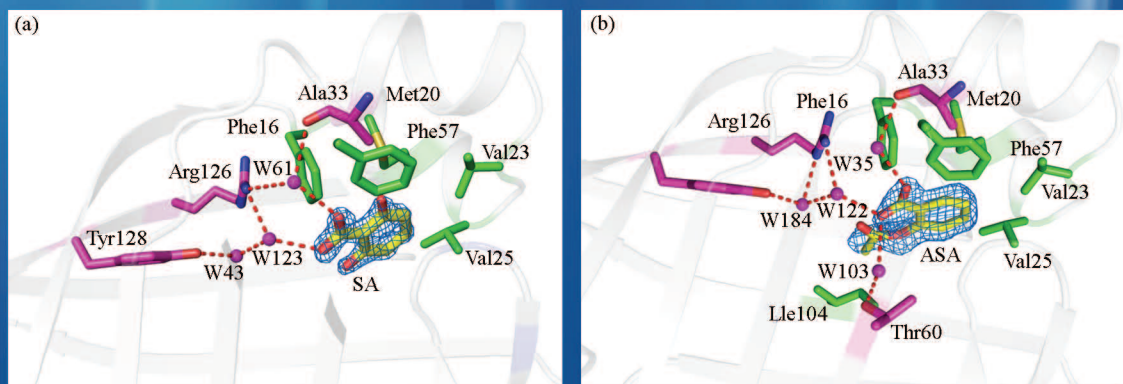 (a)
Ala33
Met20
Phe16
Phe57
Arg126
W61
Val23
Tyr128
W43
W123
SA
Val25
(b)
Ala33
Met20
Phe16
Arg126
W35
Phe57
Val23
W184
W122
ASA
Val25
W103
Lle104
Thr60